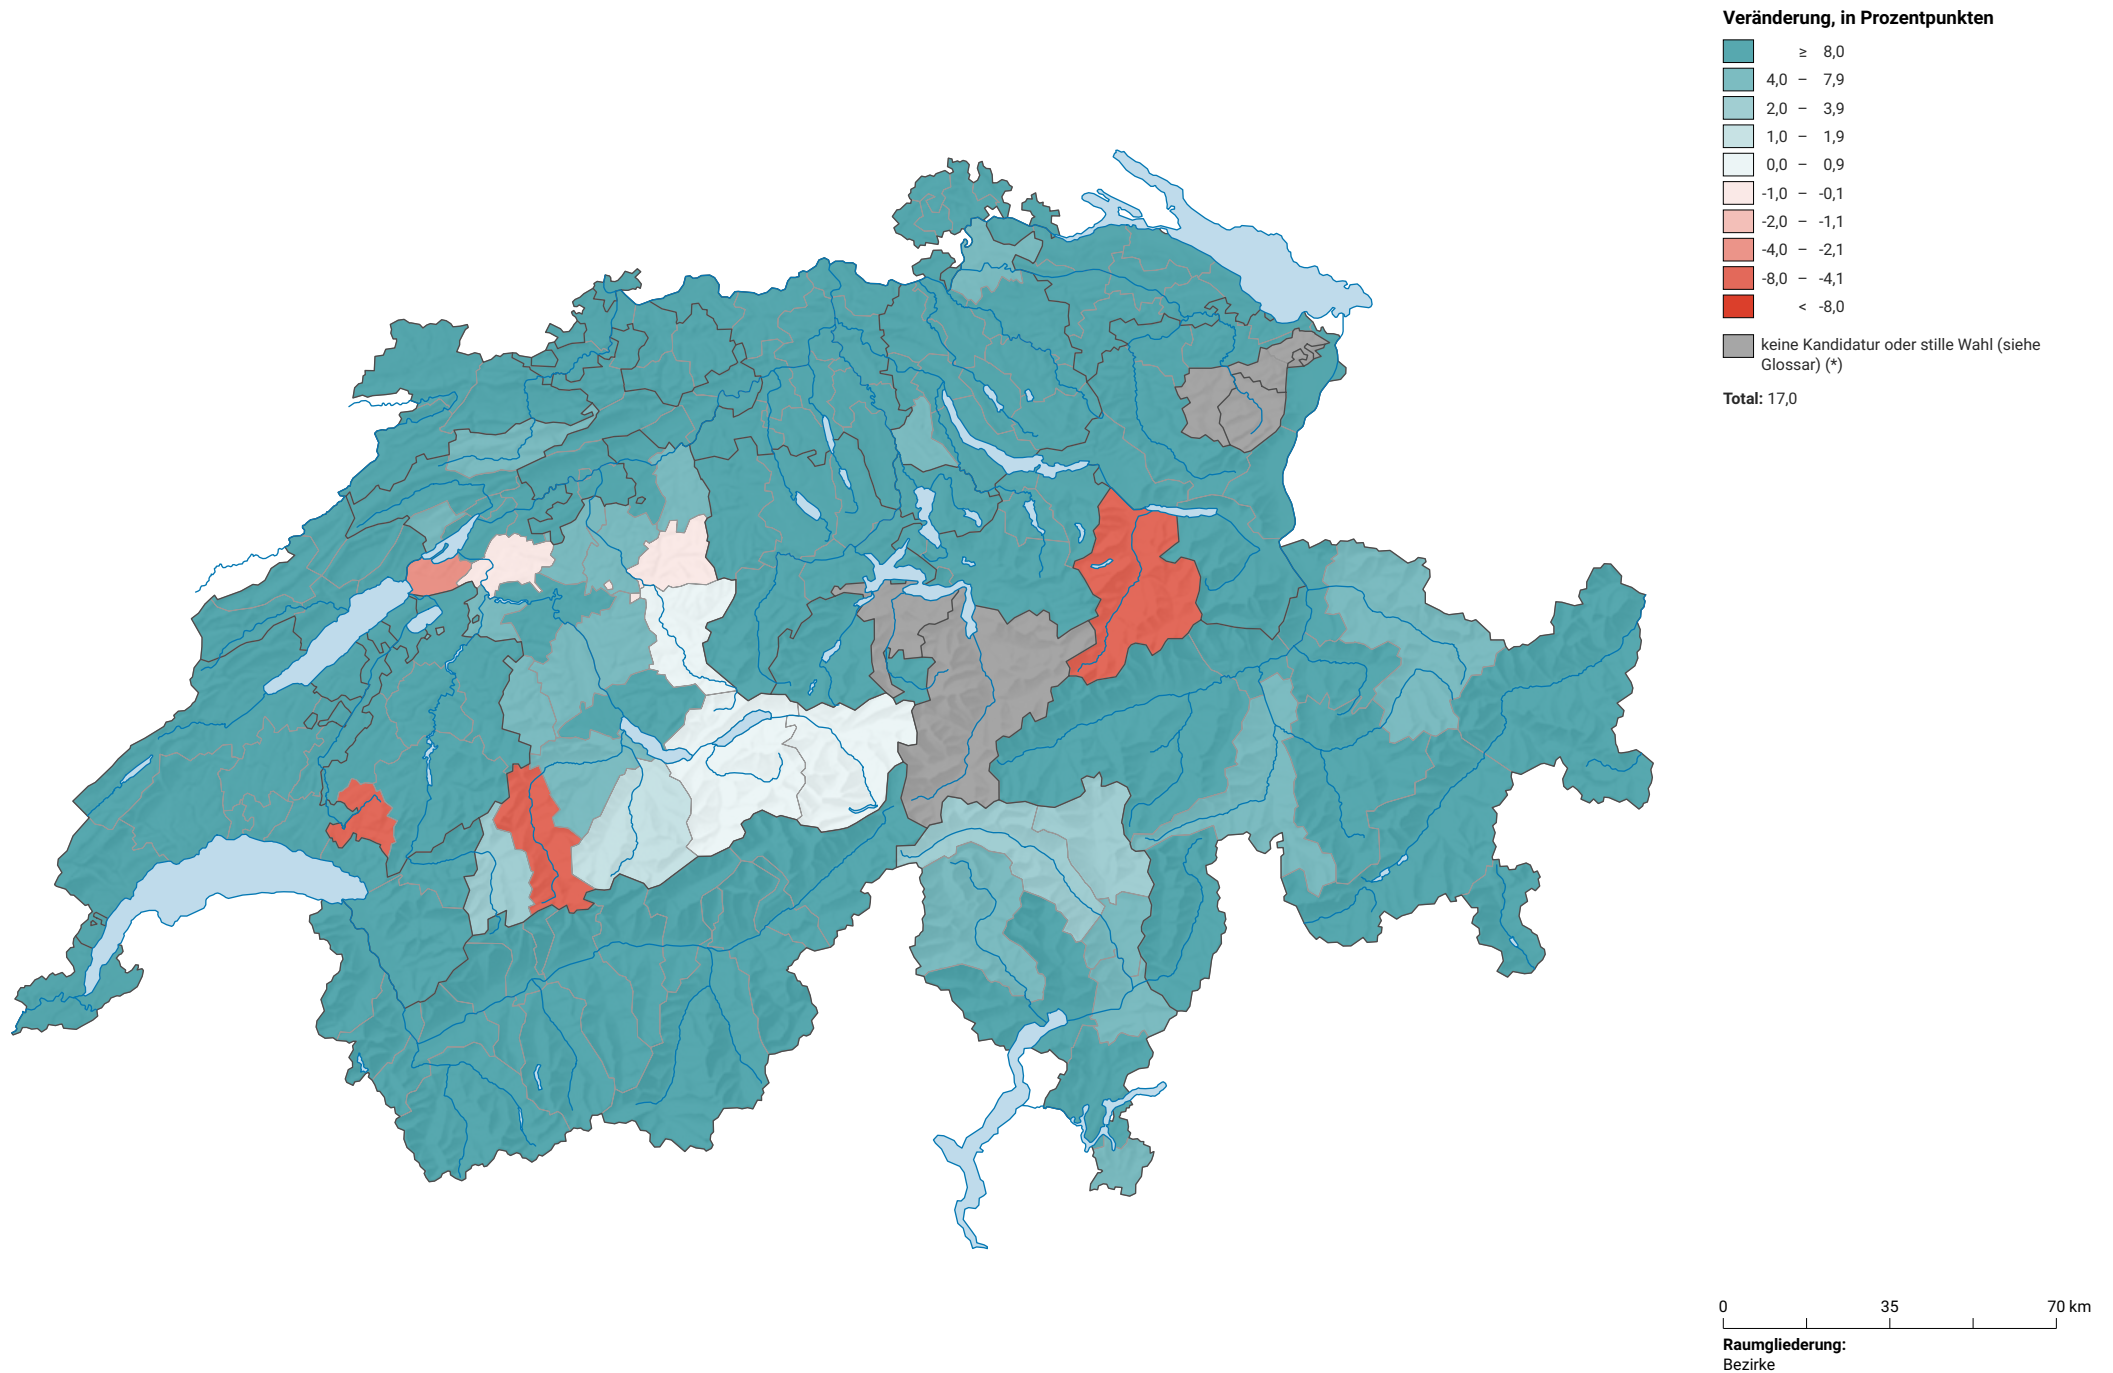 Veränderung, in Prozentpunkten
≥ 8,0
4,0 – 7,9
2,0 – 3,9
1,0 – 1,9
0,0 – 0,9
-1,0 – -0,1
-2,0 – -1,1
-4,0 – -2,1
-8,0 – -4,1
< -8,0
keine Kandidatur oder stille Wahl (siehe
Glossar) (*)
Total: 17,0
0 35 70 km
Raumgliederung:
Bezirke